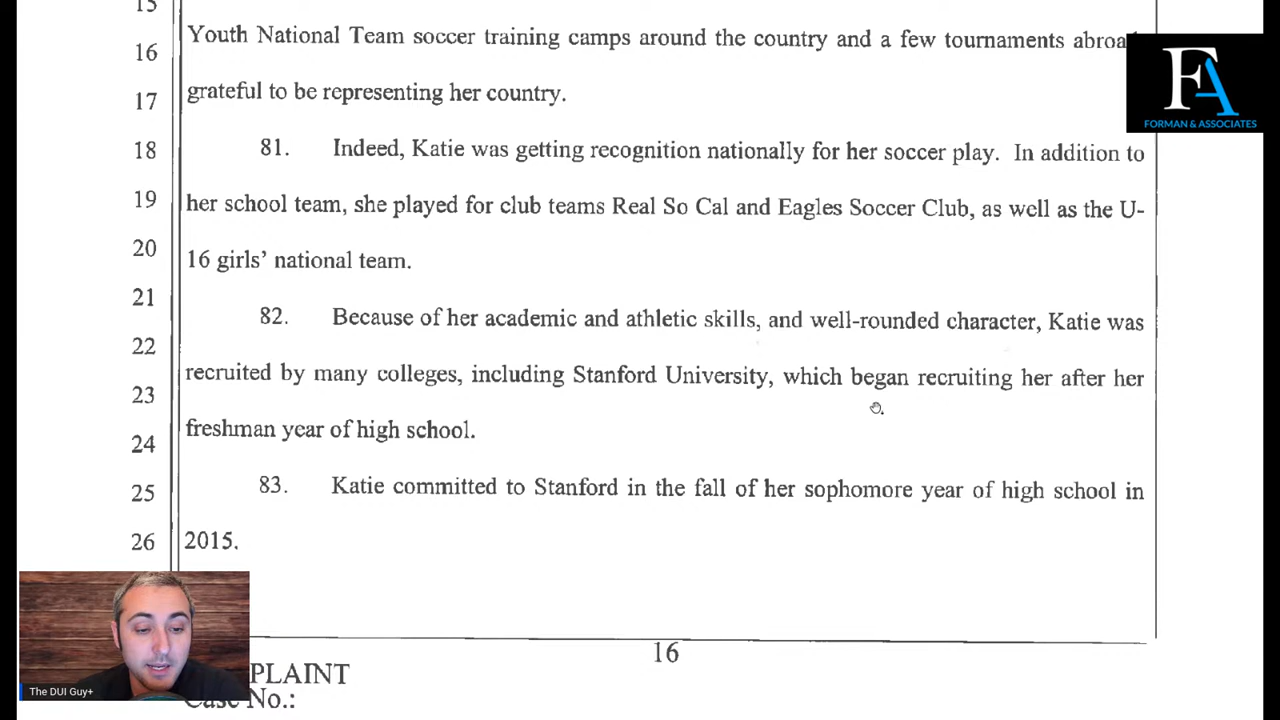 15
16 Youth National Team soccer training camps around the country and a few tournaments
17 grateful to be representing her country.
18 81. Indeed, Katie was getting recognition nationally for her soccer play. In addition to
19 her school team, she played for club teams Real So Cal and Eagles Soccer Club, as well as the U-
20 16 girls' national team.
21 82. Because of her academic and athletic skills, and well-rounded character, Katie was
22 recruited by many colleges, including Stanford University, which began recruiting her after her
23
24 freshman year of high school.
25 83. Katie committed to Stanford in the fall of her sophomore year of high school in
26 2015.
16
PLAINT
Case No.:
FA
FORMAN & ASSOCIATES
The DUI Guy+